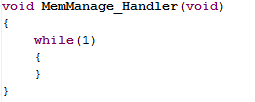 void MemManage_Handler(void)
{
    while(1)
    {
    }
}